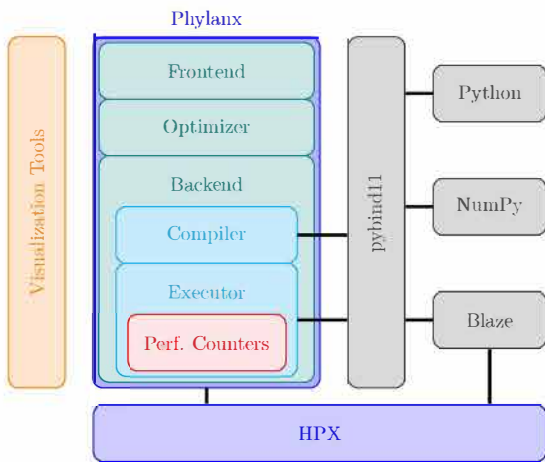 Phylanx
Visualization Tools
Frontend
Optimizer
Backend
Compiler
Executor
Perf. Counters
pybind11
Python
NumPy
Blaze
HPX